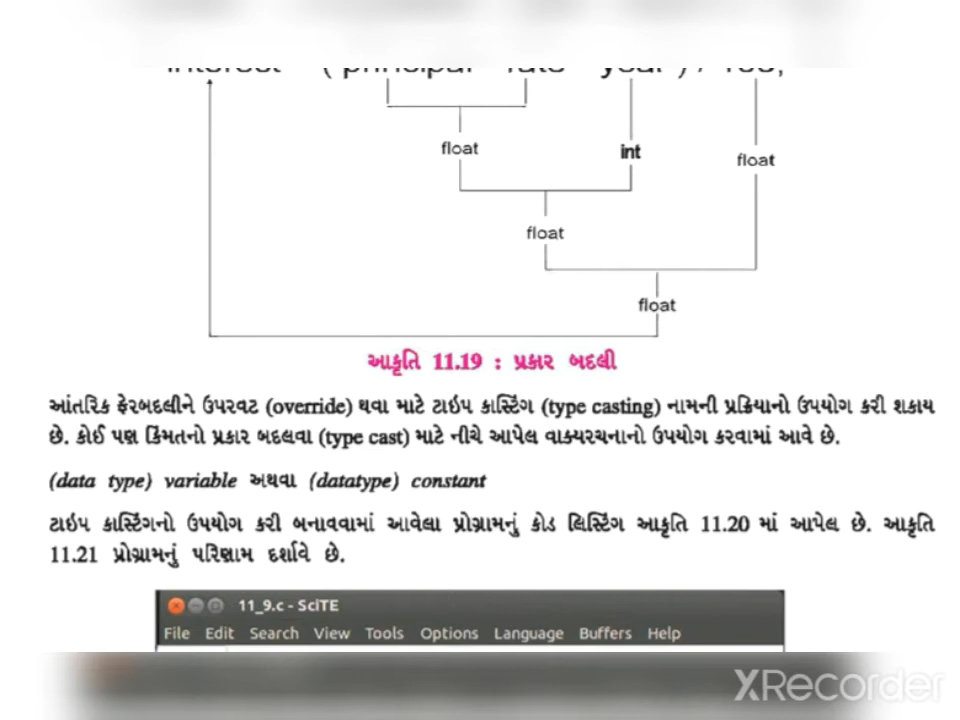 float
int
float
float
float
આકૃતિ 11.19 : પ્રકાર બદલી
આંતરિક ફેરબદલીને ઉપરવટ (override) થવા માટે ટાઇપ કાસ્ટિંગ (type casting) નામની પ્રક્રિયાનો ઉપયોગ કરી શકાય
છે. કોઈ પણ કિંમતનો પ્રકાર બદલવા (type cast) માટે નીચે આપેલ વાક્યરચનાનો ઉપયોગ કરવામાં આવે છે.
(data type) variable અથવા (datatype) constant
ટાઇપ કાસ્ટિંગનો ઉપયોગ કરી બનાવવામાં આવેલા પ્રોગ્રામનું કોડ લિસ્ટિંગ આકૃતિ 11.20 માં આપેલ છે. આકૃતિ
11.21 પ્રોગ્રામનું પરિણામ દર્શાવે છે.
11_9.c - SciTE
File Edit Search View Tools Options Language Buffers Help
XRecorder